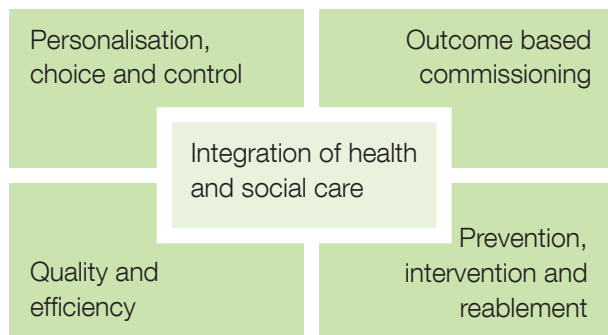 Personalisation,
choice and control
Outcome based
commissioning
Integration of health
and social care
Quality and
efficiency
Prevention,
intervention and
reablement